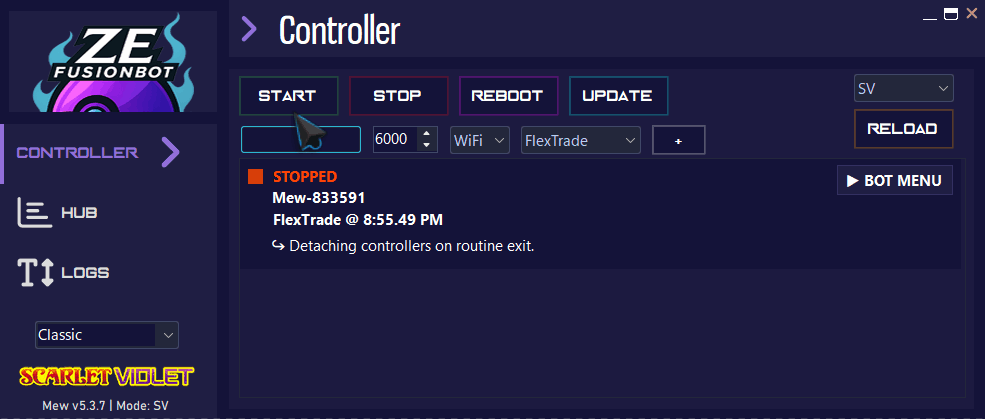 ZE
FUSIONBOT
Controller
START STOP REBOOT UPDATE SV
RELOAD
6000 WiFi FlexTrade +
CONTROLLER
HUB
LOGS
STOPPED
Mew-833591
FlexTrade @ 8:55.49 PM
↪ Detaching controllers on routine exit.
▶ BOT MENU
Classic
SCARLET VIOLET
Mew v5.3.7 | Mode: SV